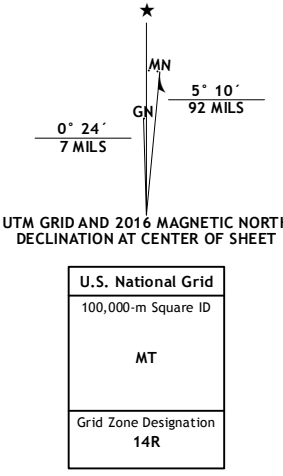 ★
MN
5° 10´
92 MILS
GN
0° 24´
7 MILS
UTM GRID AND 2016 MAGNETIC NORTH
DECLINATION AT CENTER OF SHEET
U.S. National Grid
100,000-m Square ID
MT
Grid Zone Designation
14R